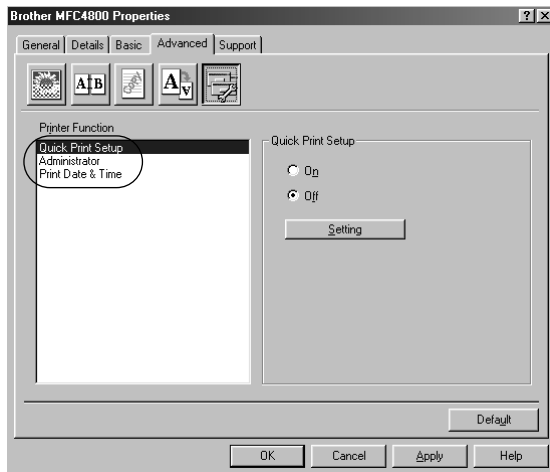 Brother MFC4800 Properties
General Details Basic Advanced Support
A B
Copy
A A
Printer Function
Quick Print Setup
Administrator
Print Date & Time
Quick Print Setup
On
Off
Setting
Default
OK Cancel Apply Help